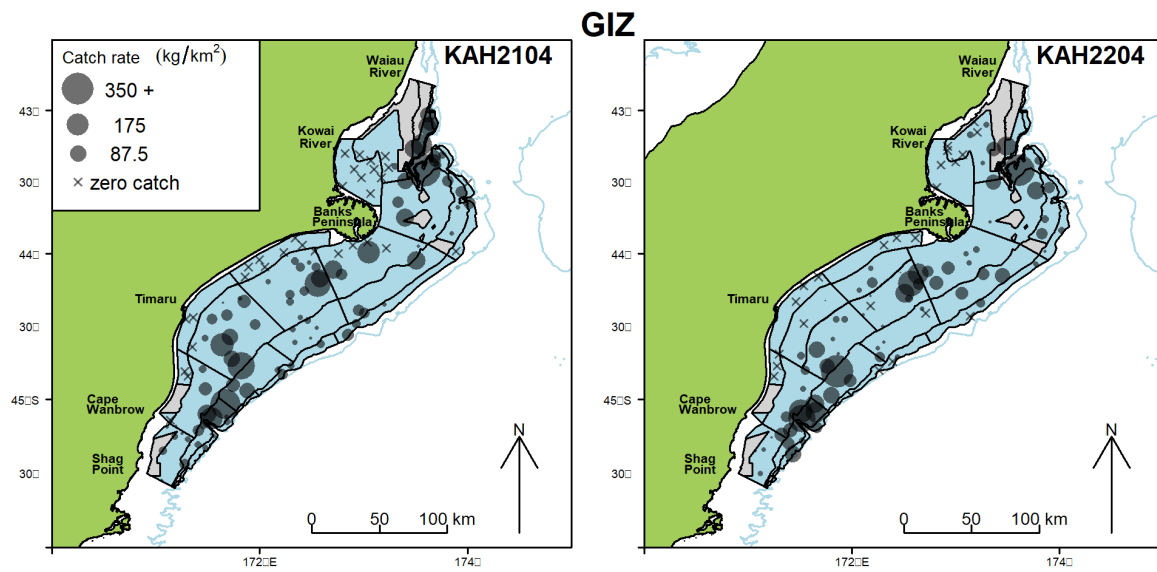 GIZ
KAH2104
Catch rate (kg/km²)
350 +
175
87.5
× zero catch
Waiau
River
Kowai
River
Banks
Peninsula
Timaru
Cape
Wanbrow
Shag
Point
43▯
30▯
44▯
30▯
45▯S
30▯
172▯E
174▯
N
0 50 100 km
KAH2204
Waiau
River
Kowai
River
Banks
Peninsula
Timaru
Cape
Wanbrow
Shag
Point
43▯
30▯
44▯
30▯
45▯S
30▯
172▯E
174▯
N
0 50 100 km